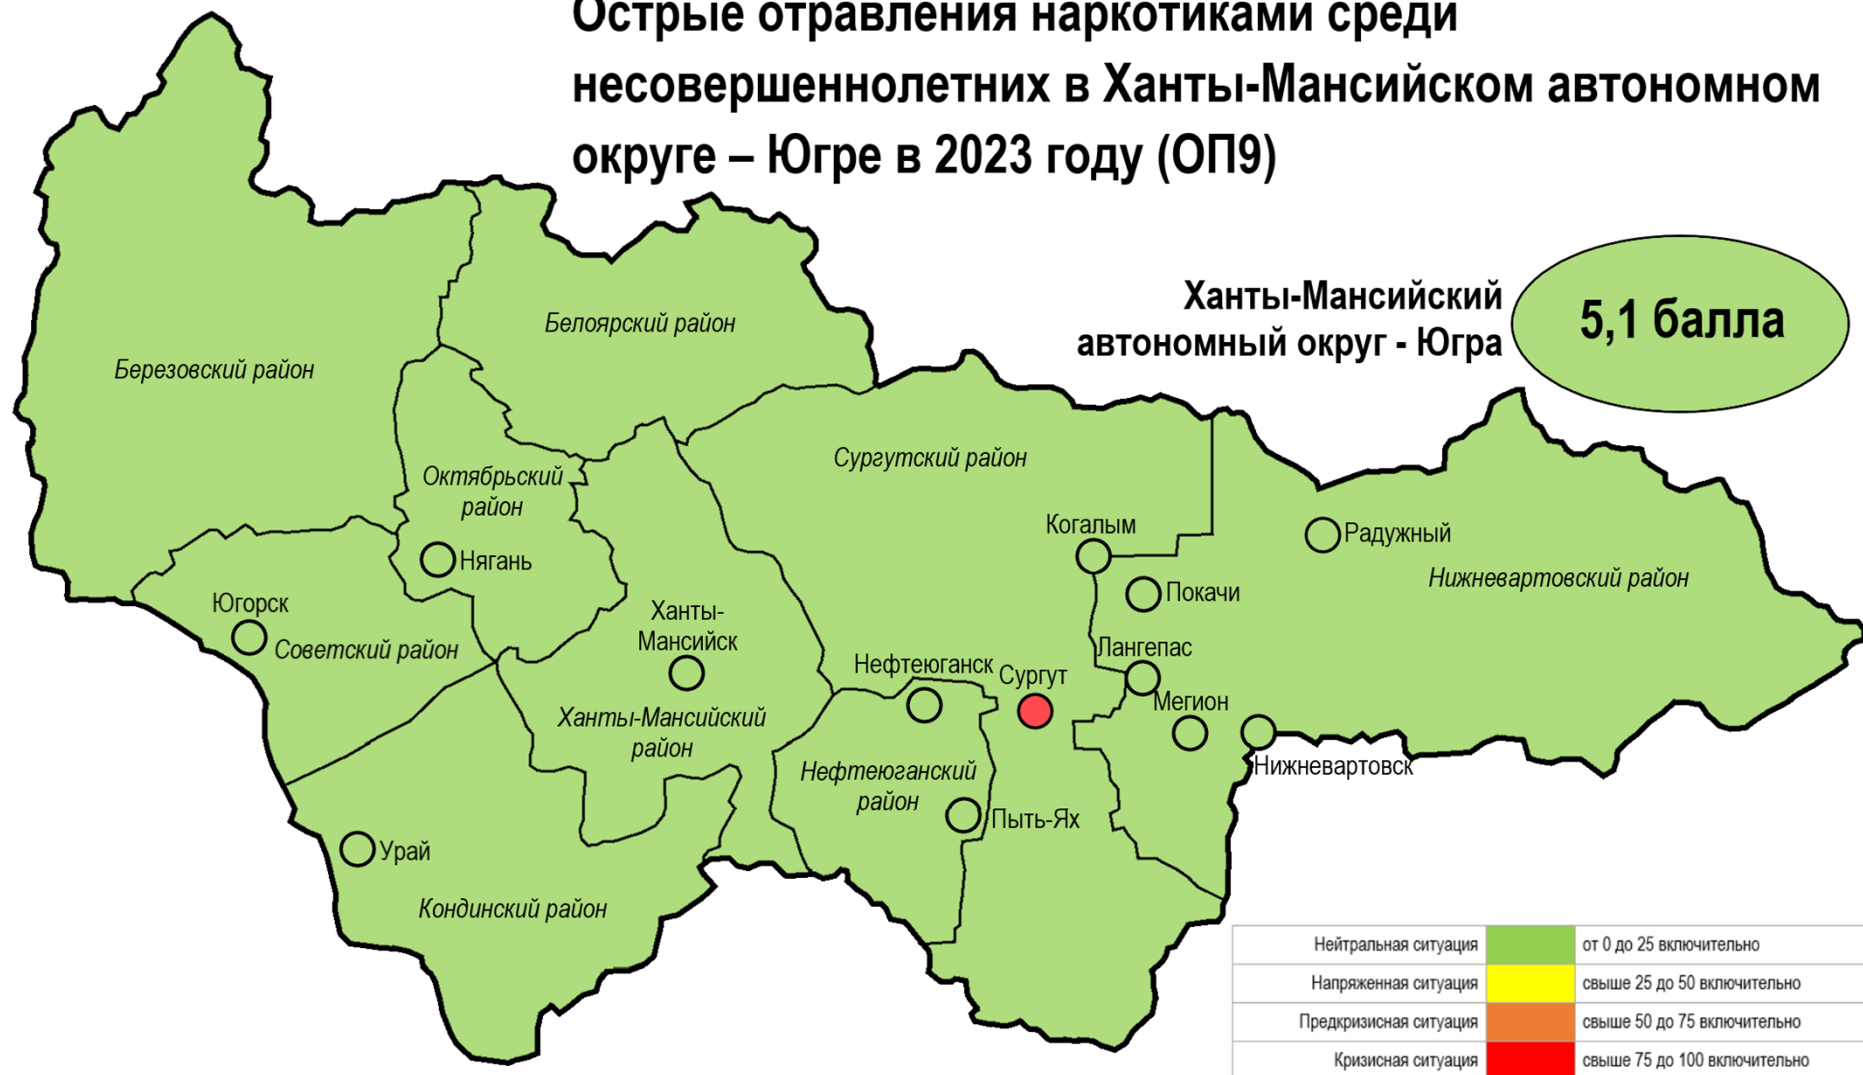 Острые отравления наркотиками среди
несовершеннолетних в Ханты-Мансийском автономном
округе – Югре в 2023 году (ОП9)
Ханты-Мансийский
автономный округ - Югра
5,1 балла
Белоярский район
Березовский район
Сургутский район
Октябрьский
район
Когалым
Радужный
Нягань
Нижневартовский район
Покачи
Югорск
Ханты-
Мансийск
Советский район
Лангепас
Нефтеюганск
Сургут
Мегион
Ханты-Мансийский
район
Нижневартовск
Нефтеюганский
район
Пыть-Ях
Урай
Кондинский район
Нейтральная ситуация от 0 до 25 включительно
Напряженная ситуация свыше 25 до 50 включительно
Предкризисная ситуация свыше 50 до 75 включительно
Кризисная ситуация свыше 75 до 100 включительно